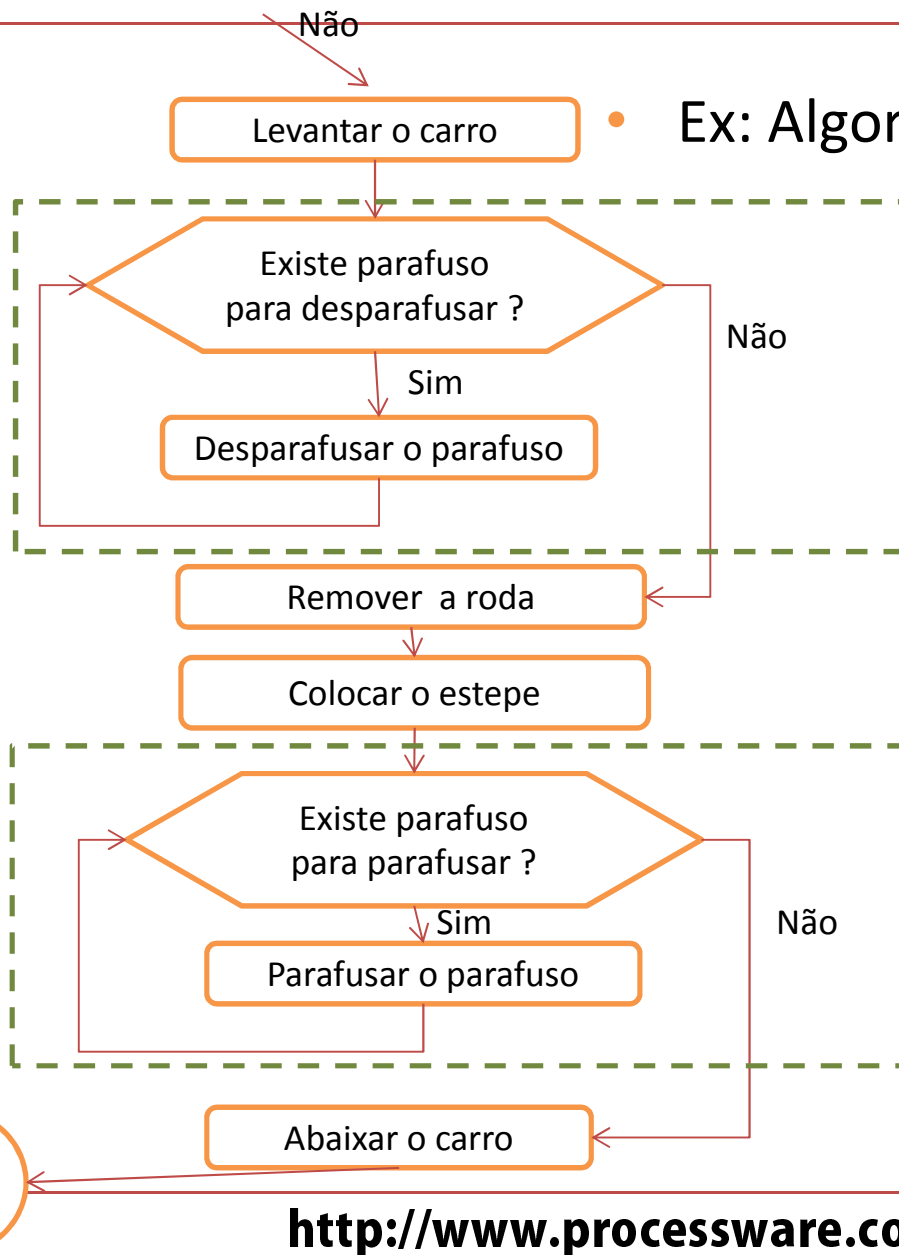 Não
Levantar o carro
• Ex: Algor
Existe parafuso
para desparafusar ?
Não
Sim
Desparafusar o parafuso
Remover a roda
Colocar o estepe
Existe parafuso
para parafusar ?
Sim
Não
Parafusar o parafuso
Abaixar o carro
http://www.processware.co